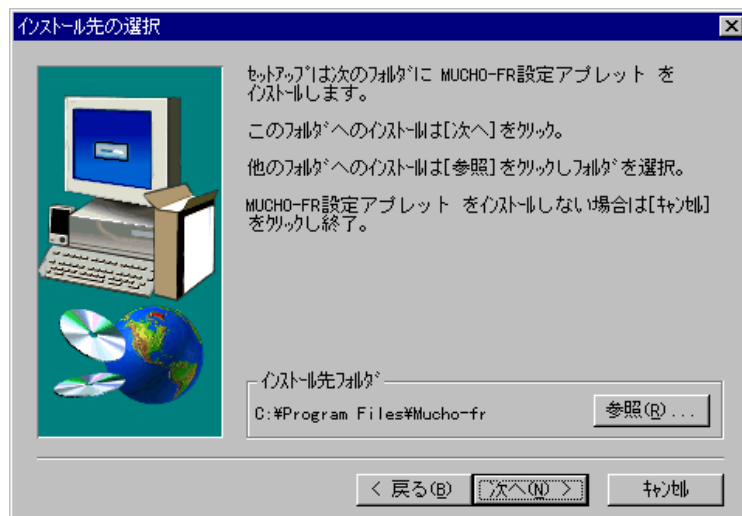 インストール先の選択
ｾｯﾄｱｯﾌﾟは次のﾌｫﾙﾀﾞに MUCHO-FR設定アプレット を
ｲﾝｽﾄｰﾙします。
このﾌｫﾙﾀﾞへのｲﾝｽﾄｰﾙは[次へ]をｸﾘｯｸ。
他のﾌｫﾙﾀﾞへのｲﾝｽﾄｰﾙは[参照]をｸﾘｯｸしﾌｫﾙﾀﾞを選択。
MUCHO-FR設定アプレット をｲﾝｽﾄｰﾙしない場合は[ｷｬﾝｾﾙ]
をｸﾘｯｸし終了。
ｲﾝｽﾄｰﾙ先ﾌｫﾙﾀﾞ
C:¥Program Files¥Mucho-fr
参照(R)...
< 戻る(B)
次へ(N) >
ｷｬﾝｾﾙ